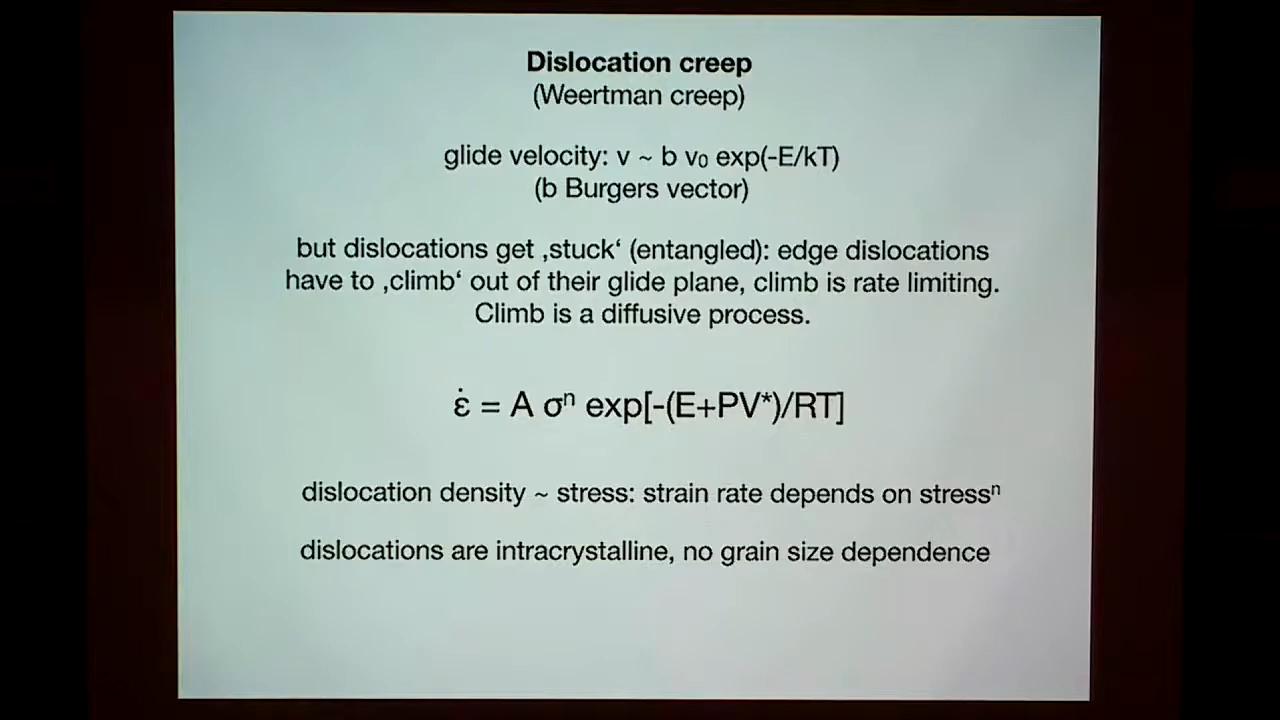 Dislocation creep
(Weertman creep)
glide velocity: v ~ b v₀ exp(-E/kT)
(b Burgers vector)
but dislocations get ‚stuck‘ (entangled): edge dislocations
have to ‚climb‘ out of their glide plane, climb is rate limiting.
Climb is a diffusive process.
ε̇ = A σⁿ exp[-(E+PV*)/RT]
dislocation density ~ stress: strain rate depends on stressⁿ
dislocations are intracrystalline, no grain size dependence